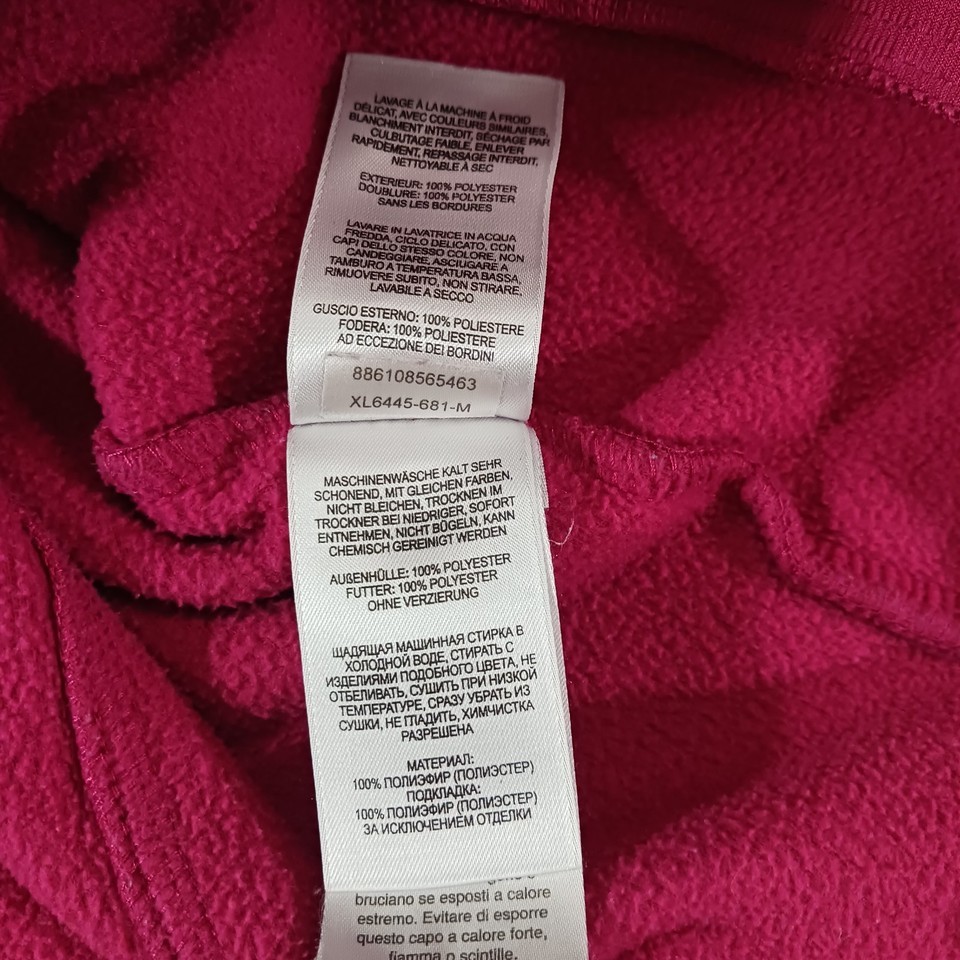 LAVAGE À LA MACHINE À FROID
DÉLICAT, AVEC COULEURS SIMILAIRES,
BLANCHIMENT INTERDIT, SÉCHAGE PAR
CULBUTAGE FAIBLE, ENLEVER
RAPIDEMENT, REPASSAGE INTERDIT,
NETTOYABLE À SEC
EXTERIEUR: 100% POLYESTER
DOUBLURE: 100% POLYESTER
SANS LES BORDURES
LAVARE IN LAVATRICE IN ACQUA
FREDDA, CICLO DELICATO, CON
CAPI DELLO STESSO COLORE, NON
CANDEGGIARE, ASCIUGARE A
TAMBURO A TEMPERATURA BASSA,
RIMUOVERE SUBITO, NON STIRARE,
LAVABILE A SECCO
GUSCIO ESTERNO: 100% POLIESTERE
FODERA: 100% POLIESTERE
AD ECCEZIONE DEI BORDINI
886108565463
XL6445-681-M
MASCHINENWÄSCHE KALT SEHR
SCHONEND, MIT GLEICHEN FARBEN,
NICHT BLEICHEN, TROCKNEN IM
TROCKNER BEI NIEDRIGER, SOFORT
ENTNEHMEN, NICHT BÜGELN, KANN
CHEMISCH GEREINIGT WERDEN
AUßENHÜLLE: 100% POLYESTER
FUTTER: 100% POLYESTER
OHNE VERZIERUNG
ЩАДЯЩАЯ МАШИННАЯ СТИРКА В
ХОЛОДНОЙ ВОДЕ, СТИРАТЬ С
ИЗДЕЛИЯМИ ПОДОБНОГО ЦВЕТА, НЕ
ОТБЕЛИВАТЬ, СУШИТЬ ПРИ НИЗКОЙ
ТЕМПЕРАТУРЕ, СРАЗУ УБРАТЬ ИЗ
СУШКИ, НЕ ГЛАДИТЬ, ХИМЧИСТКА
РАЗРЕШЕНА
МАТЕРИАЛ:
100% ПОЛИЭФИР (ПОЛИЭСТЕР)
ПОДКЛАДКА:
100% ПОЛИЭФИР (ПОЛИЭСТЕР)
ЗА ИСКЛЮЧЕНИЕМ ОТДЕЛКИ
bruciano se esposti a calore
estremo. Evitare di esporre
questo capo a calore forte,
fiamma o scintille.